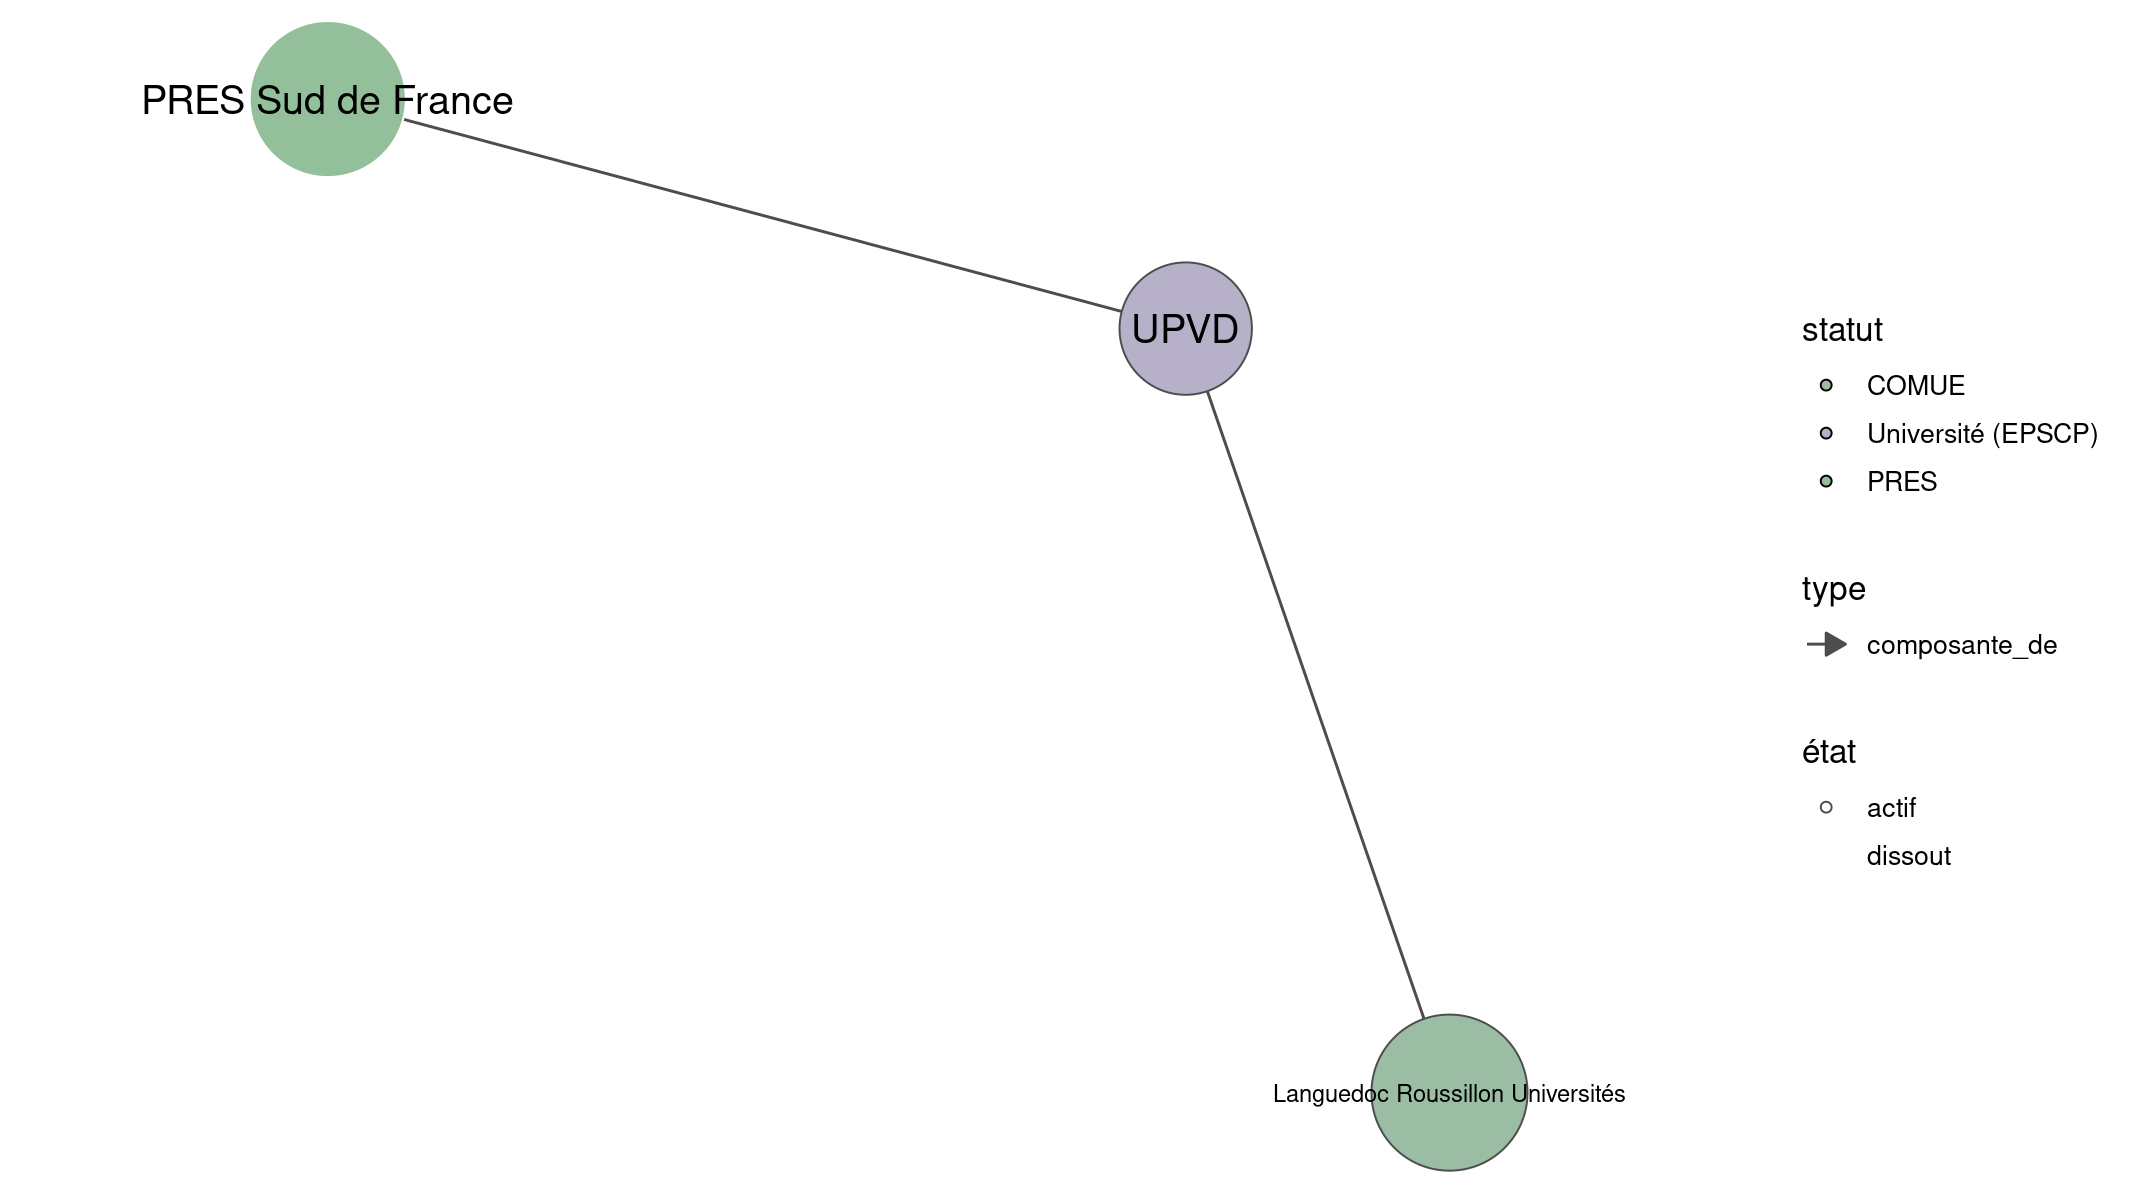 PRES Sud de France
UPVD
Languedoc Roussillon Universités
statut
COMUE
Université (EPSCP)
PRES
type
composante_de
état
actif
dissout